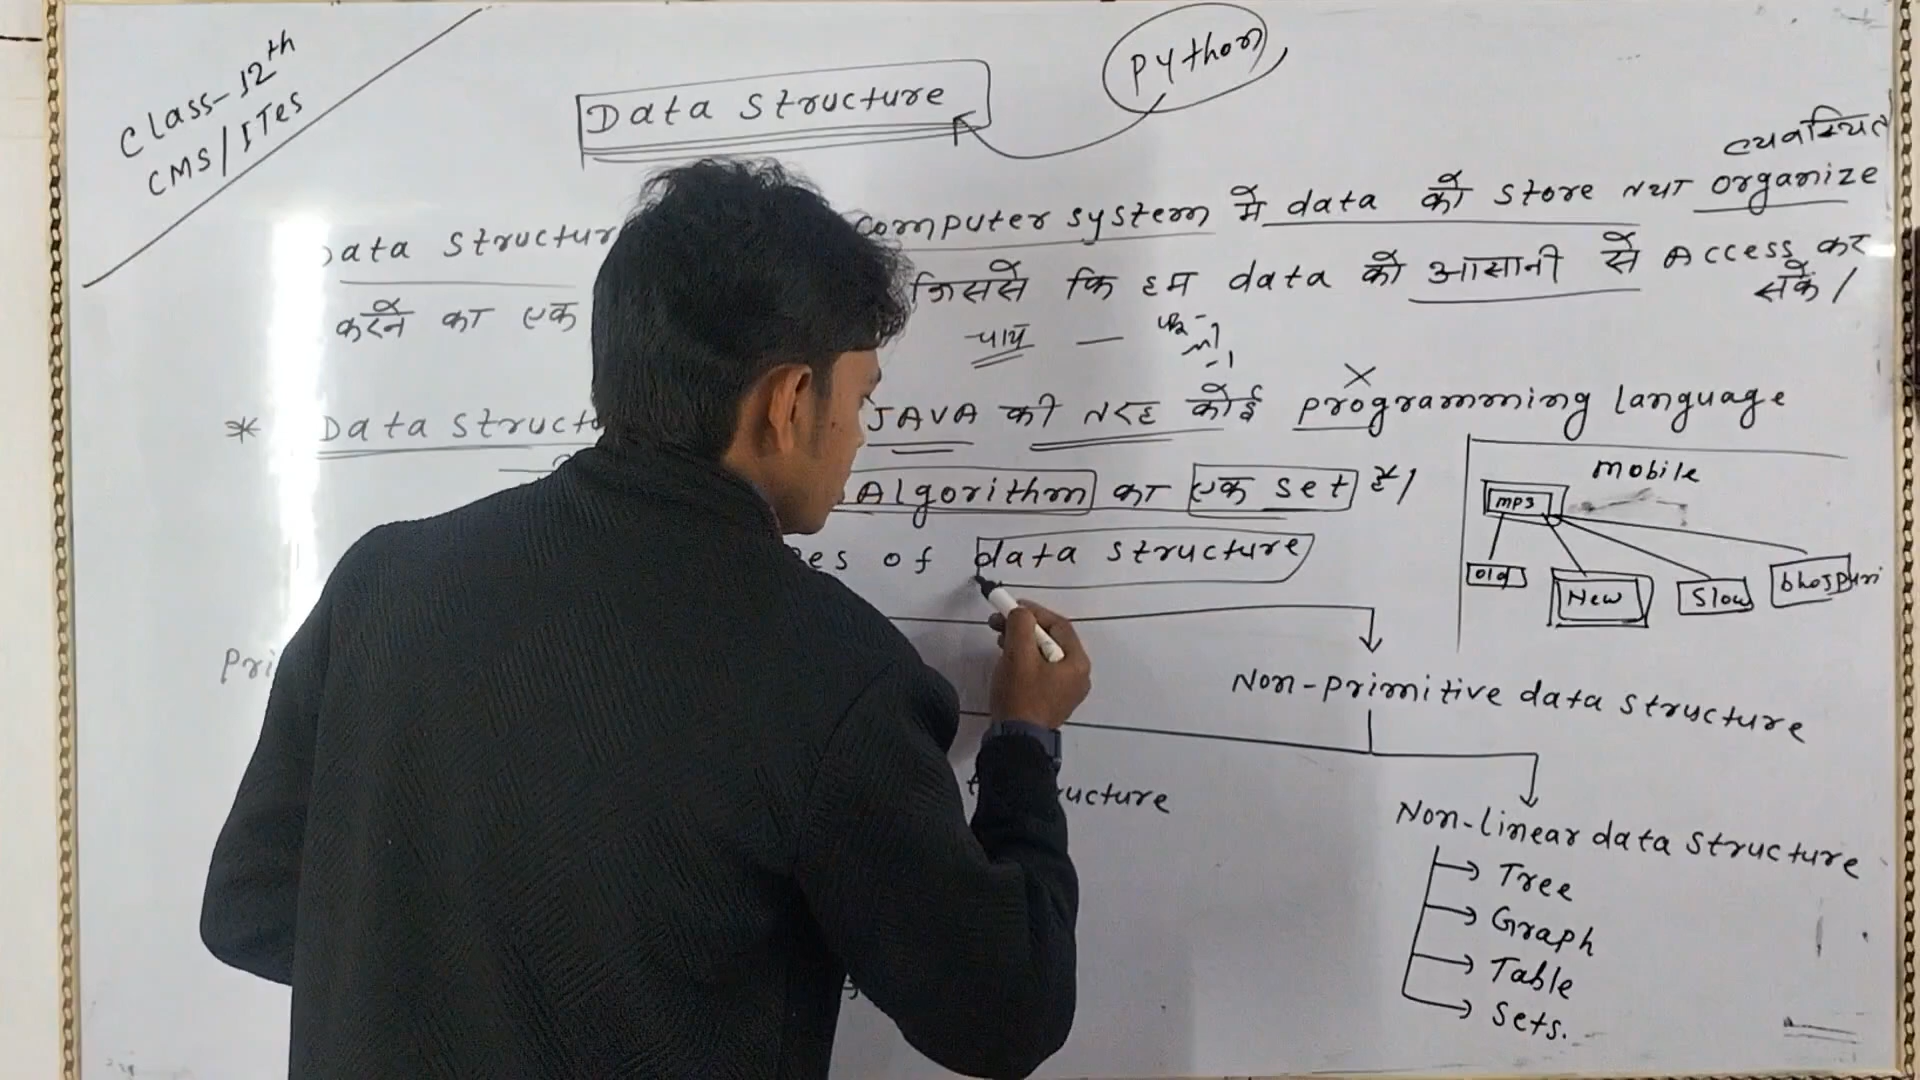 Class-12th
CMS/ITes
Python
Data Structure
व्यवस्थित
Data Structur computer system में data को store तथा organize
करने का एक जिससे कि हम data को आसानी से Access कर
सकें।
* Data Structu JAVA की तरह कोई programming language
Algorithm का एक set है।
mobile
mp3
old
New
Slow
bhojpuri
es of data structure
Pri
Non-primitive data structure
ucture
Non-linear data structure
Tree
Graph
Table
Sets.